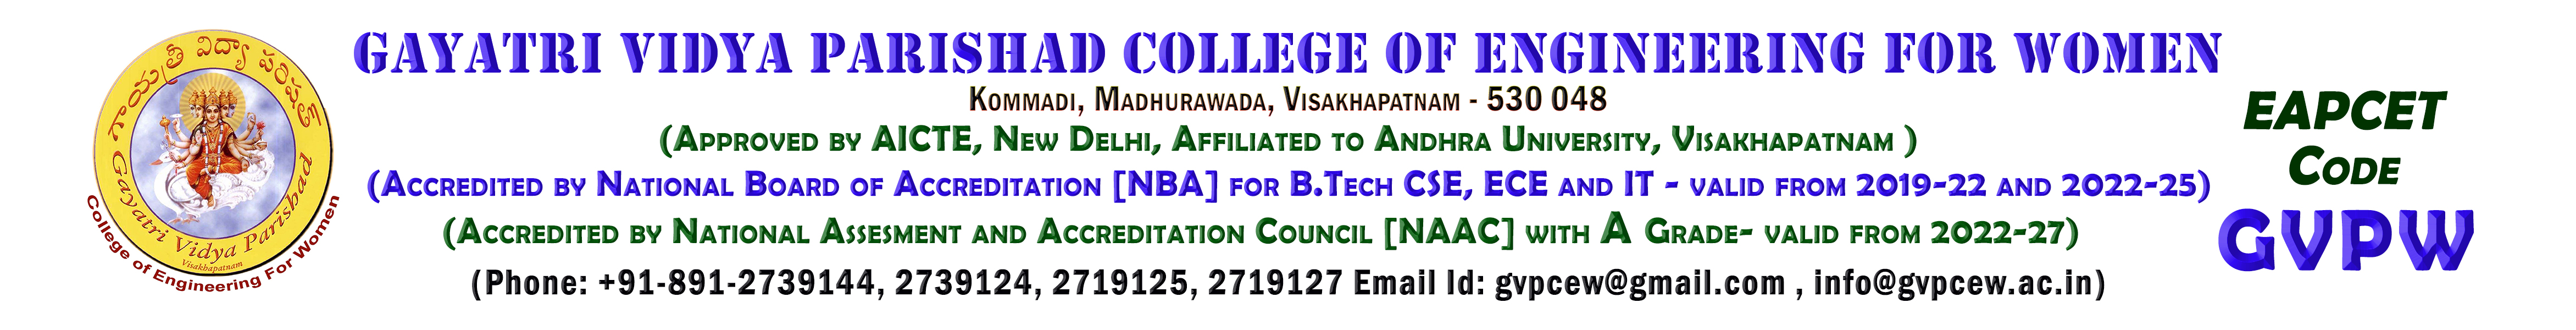 గాయత్రీ విద్యా పరిషత్
Gayatri Vidya Parishad
Visakhapatnam
College of Engineering For Women
GAYATRI VIDYA PARISHAD COLLEGE OF ENGINEERING FOR WOMEN
Kommadi, Madhurawada, Visakhapatnam - 530 048
(Approved by AICTE, New Delhi, Affiliated to Andhra University, Visakhapatnam )
(Accredited by National Board of Accreditation [NBA] for B.Tech CSE, ECE and IT - valid from 2019-22 and 2022-25)
(Accredited by National Assesment and Accreditation Council [NAAC] with A Grade- valid from 2022-27)
(Phone: +91-891-2739144, 2739124, 2719125, 2719127 Email Id: gvpcew@gmail.com , info@gvpcew.ac.in)
EAPCET
Code
GVPW